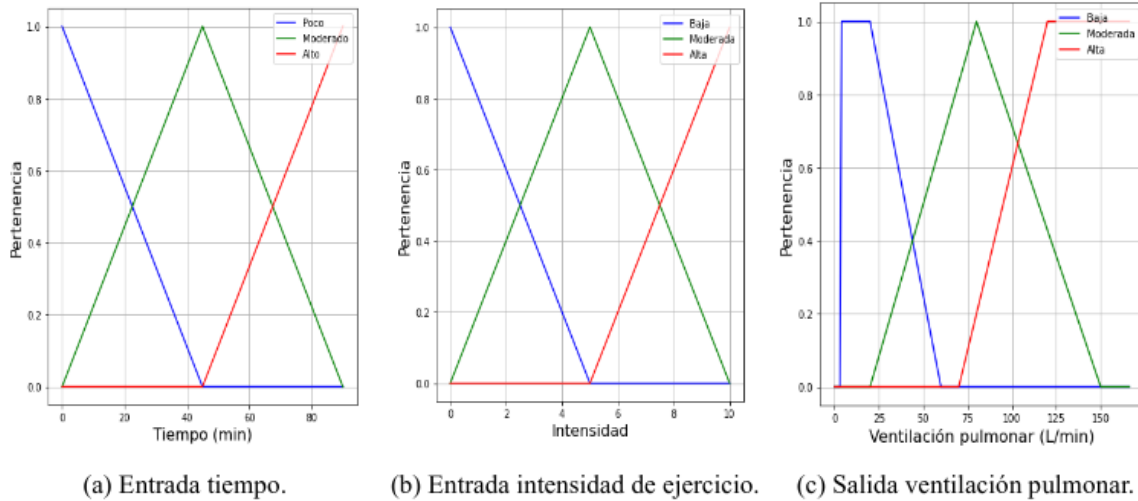 1.0
0.8
0.6
0.4
0.2
0.0
Pertenencia
Poco
Moderado
Alto
0
20
40
60
80
Tiempo (min)
(a) Entrada tiempo.
1.0
0.8
0.6
0.4
0.2
0.0
Pertenencia
Baja
Moderada
Alta
0
2
4
6
8
10
Intensidad
(b) Entrada intensidad de ejercicio.
1.0
0.8
0.6
0.4
0.2
0.0
Pertenencia
Baja
Moderada
Alta
0
25
50
75
100
125
150
Ventilación pulmonar (L/min)
(c) Salida ventilación pulmonar.